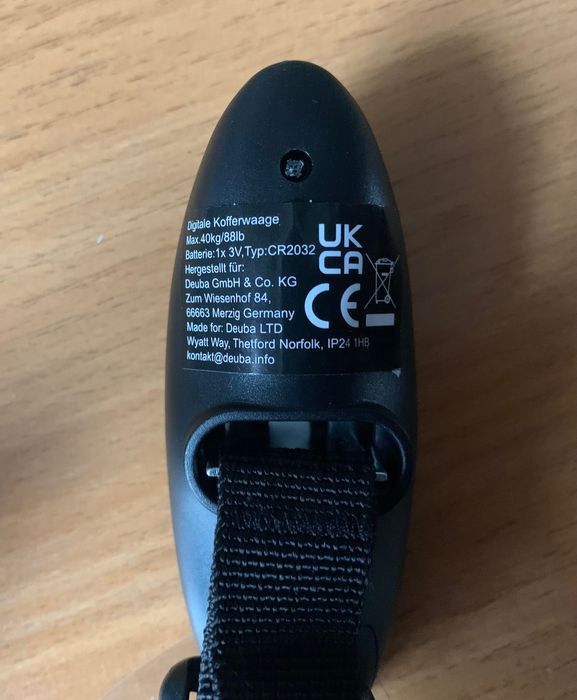 Digitale Kofferwaage
Max.40kg/88lb
Batterie:1x 3V,Typ:CR2032
Hergestellt für:
Deuba GmbH & Co. KG
Zum Wiesenhof 84,
66663 Merzig Germany
Made for: Deuba LTD
Wyatt Way, Thetford Norfolk, IP24 1HB
kontakt@deuba.info
UK
CA
CE